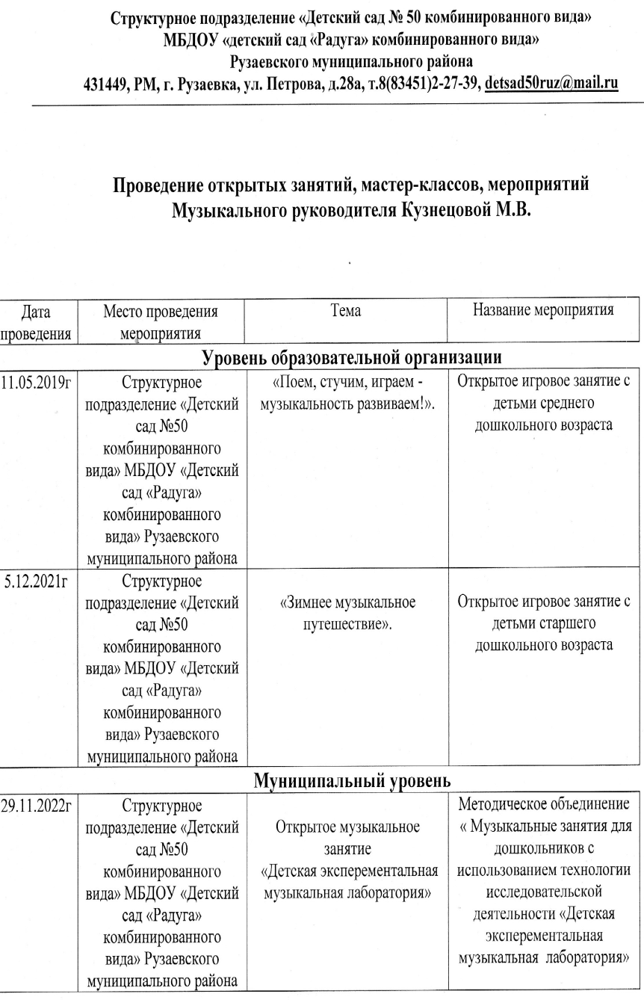 Структурное подразделение «Детский сад № 50 комбинированного вида»
МБДОУ «детский сад «Радуга» комбинированного вида»
Рузаевского муниципального района
431449, РМ, г. Рузаевка, ул. Петрова, д.28а, т.8(83451)2-27-39, detsad50ruz@mail.ru
Проведение открытых занятий, мастер-классов, мероприятий
Музыкального руководителя Кузнецовой М.В.
Дата
проведения
Место проведения
мероприятия
Тема
Название мероприятия
Уровень образовательной организации
11.05.2019г
Структурное
подразделение «Детский
сад №50
комбинированного
вида» МБДОУ «Детский
сад «Радуга»
комбинированного
вида» Рузаевского
муниципального района
«Поем, стучим, играем -
музыкальность развиваем!».
Открытое игровое занятие с
детьми среднего
дошкольного возраста
5.12.2021г
Структурное
подразделение «Детский
сад №50
комбинированного
вида» МБДОУ «Детский
сад «Радуга»
комбинированного
вида» Рузаевского
муниципального района
«Зимнее музыкальное
путешествие».
Открытое игровое занятие с
детьми старшего
дошкольного возраста
Муниципальный уровень
29.11.2022г
Структурное
подразделение «Детский
сад №50
комбинированного
вида» МБДОУ «Детский
сад «Радуга»
комбинированного
вида» Рузаевского
муниципального района
Открытое музыкальное
занятие
«Детская эксперементальная
музыкальная лаборатория»
Методическое объединение
« Музыкальные занятия для
дошкольников с
использованием технологии
исследовательской
деятельности «Детская
эксперементальная
музыкальная лаборатория»